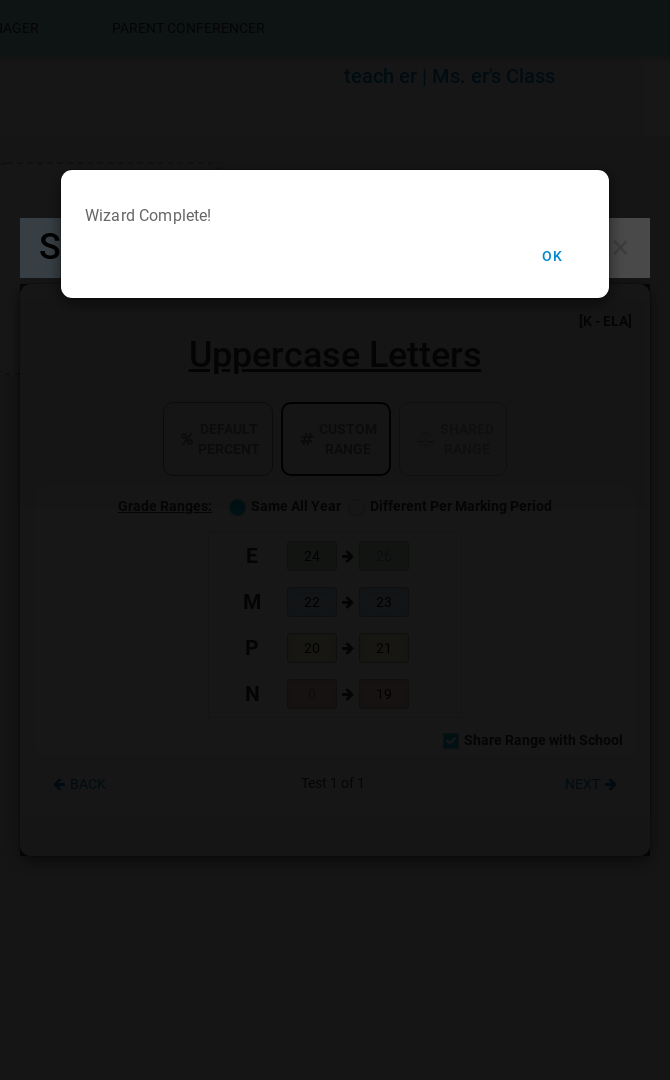 NAGER PARENT CONFERENCER
teach er | Ms. er's Class
Wizard Complete!
OK
S
[K - ELA]
Uppercase Letters
% DEFAULT PERCENT
# CUSTOM RANGE
SHARED RANGE
Grade Ranges: Same All Year Different Per Marking Period
E 24 26
M 22 23
P 20 21
N 0 19
Share Range with School
BACK Test 1 of 1 NEXT